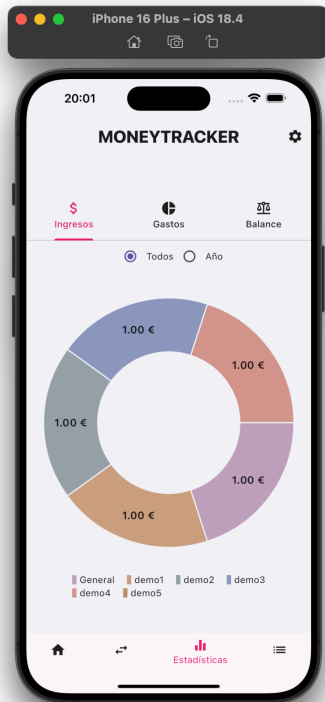 iPhone 16 Plus – iOS 18.4
20:01
MONEYTRACKER
Ingresos Gastos Balance
Todos Año
1.00 €
1.00 €
1.00 €
1.00 €
1.00 €
General demo1 demo2 demo3
demo4 demo5
Estadísticas